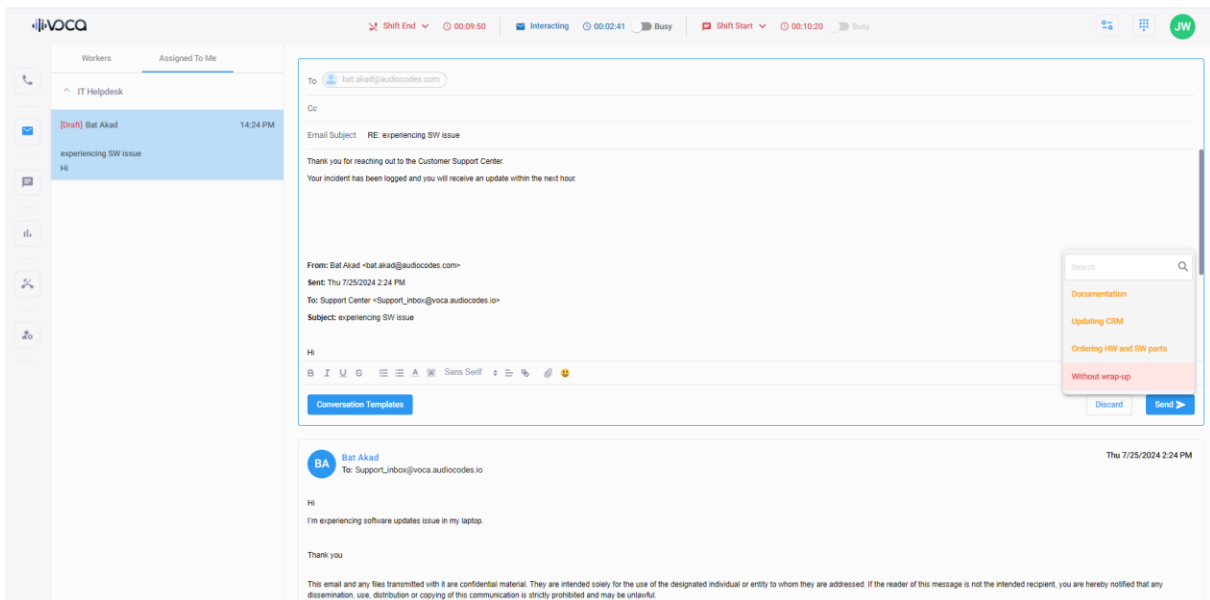 VOCA
Shift End 00:09:50 Interacting 00:02:41 Busy Shift Start 00:10:20 Busy
JW
Workers Assigned To Me
IT Helpdesk
[Draft] Bat Akad 14:24 PM
experiencing SW issue
Hi
To bat.akad@audiocodes.com
Cc
Email Subject RE: experiencing SW issue
Thank you for reaching out to the Customer Support Center.
Your incident has been logged and you will receive an update within the next hour.
From: Bat Akad <bat.akad@audiocodes.com>
Sent: Thu 7/25/2024 2:24 PM
To: Support Center <Support_inbox@voca.audiocodes.io>
Subject: experiencing SW issue
Hi
Search
Documentation
Updating CRM
Ordering HW and SW parts
Without wrap-up
B I U S A Sans Serif
Conversation Templates Discard Send
BA Bat Akad Thu 7/25/2024 2:24 PM
To: Support_inbox@voca.audiocodes.io
Hi
I'm experiencing software updates issue in my laptop.
Thank you
This email and any files transmitted with it are confidential material. They are intended solely for the use of the designated individual or entity to whom they are addressed. If the reader of this message is not the intended recipient, you are hereby notified that any
dissemination, use, distribution or copying of this communication is strictly prohibited and may be unlawful.